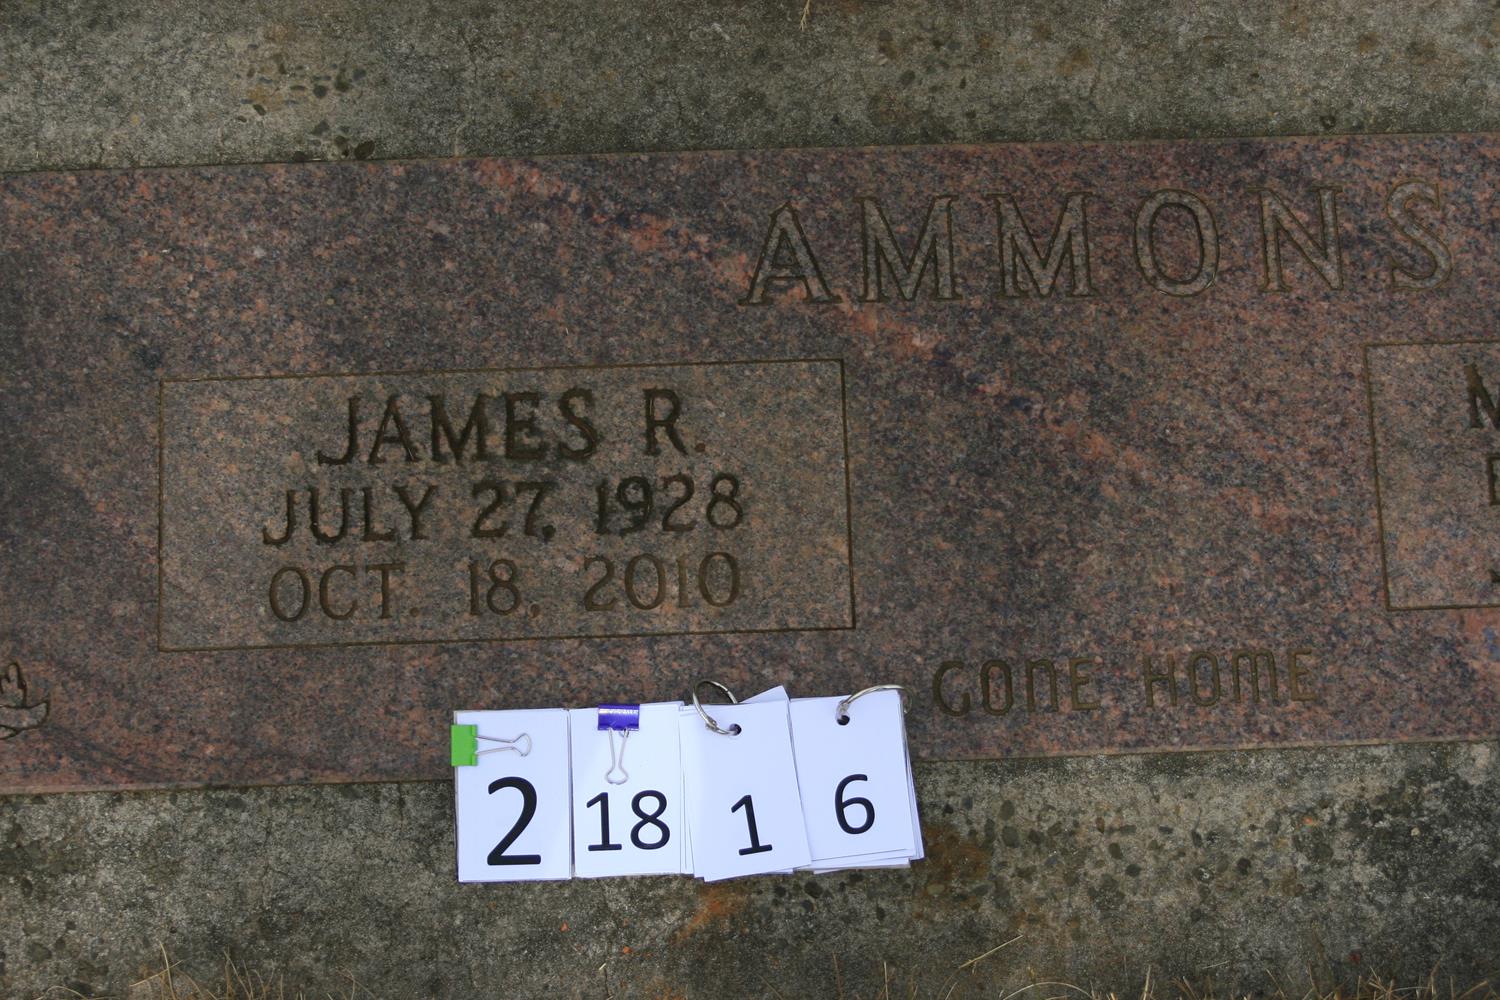 AMMONS
JAMES R.
JULY 27, 1928
OCT. 18, 2010
GONE HOME
2 18 1 6